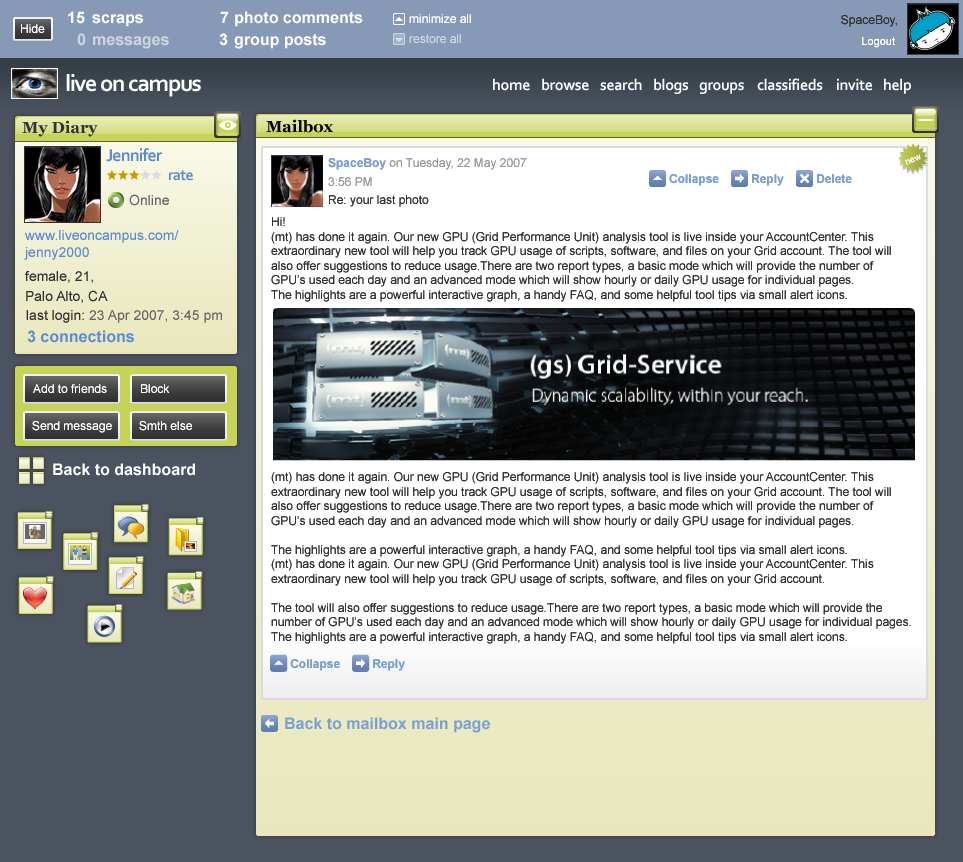 Hide
15 scraps
0 messages
7 photo comments
3 group posts
minimize all
restore all
SpaceBoy,
Logout
live on campus
home browse search blogs groups classifieds invite help
My Diary
Jennifer
rate
Online
www.liveoncampus.com/
jenny2000
female, 21,
Palo Alto, CA
last login: 23 Apr 2007, 3:45 pm
3 connections
Add to friends
Block
Send message
Smth else
Back to dashboard
Mailbox
new
SpaceBoy on Tuesday, 22 May 2007
3:56 PM
Re: your last photo
Collapse Reply Delete
Hi!
(mt) has done it again. Our new GPU (Grid Performance Unit) analysis tool is live inside your AccountCenter. This
extraordinary new tool will help you track GPU usage of scripts, software, and files on your Grid account. The tool will
also offer suggestions to reduce usage.There are two report types, a basic mode which will provide the number of
GPU's used each day and an advanced mode which will show hourly or daily GPU usage for individual pages.
The highlights are a powerful interactive graph, a handy FAQ, and some helpful tool tips via small alert icons.
(gs) Grid-Service
Dynamic scalability, within your reach.
(mt) has done it again. Our new GPU (Grid Performance Unit) analysis tool is live inside your AccountCenter. This
extraordinary new tool will help you track GPU usage of scripts, software, and files on your Grid account. The tool will
also offer suggestions to reduce usage.There are two report types, a basic mode which will provide the number of
GPU's used each day and an advanced mode which will show hourly or daily GPU usage for individual pages.
The highlights are a powerful interactive graph, a handy FAQ, and some helpful tool tips via small alert icons.
(mt) has done it again. Our new GPU (Grid Performance Unit) analysis tool is live inside your AccountCenter. This
extraordinary new tool will help you track GPU usage of scripts, software, and files on your Grid account.
The tool will also offer suggestions to reduce usage.There are two report types, a basic mode which will provide the
number of GPU's used each day and an advanced mode which will show hourly or daily GPU usage for individual pages.
The highlights are a powerful interactive graph, a handy FAQ, and some helpful tool tips via small alert icons.
Collapse Reply
Back to mailbox main page